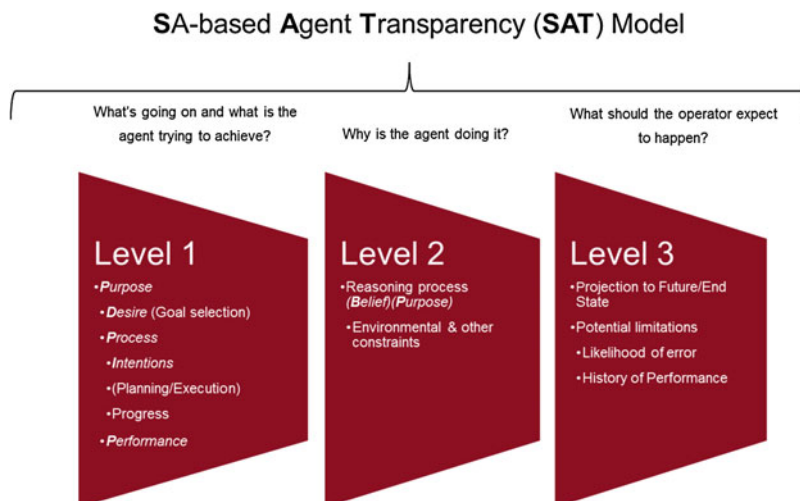 SA-based Agent Transparency (SAT) Model
What's going on and what is the
agent trying to achieve?
Why is the agent doing it?
What should the operator expect
to happen?
Level 1
•Purpose
•Desire (Goal selection)
•Process
•Intentions
•(Planning/Execution)
•Progress
•Performance
Level 2
•Reasoning process
(Belief)(Purpose)
•Environmental & other
constraints
Level 3
•Projection to Future/End
State
•Potential limitations
•Likelihood of error
•History of Performance